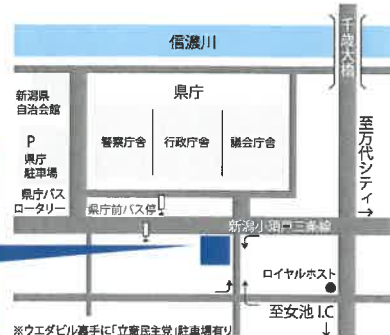 信濃川
千歳大橋
新潟県
自治会館
県庁
P
県庁
駐車場
警察庁舎
行政庁舎
議会庁舎
至万代シティ
→
県庁バス
ロータリー
県庁前バス停
新潟小須戸三条線
ロイヤルホスト
至女池I.C
↓
※ウエダビル裏手に「立憲民主党」駐車場有り